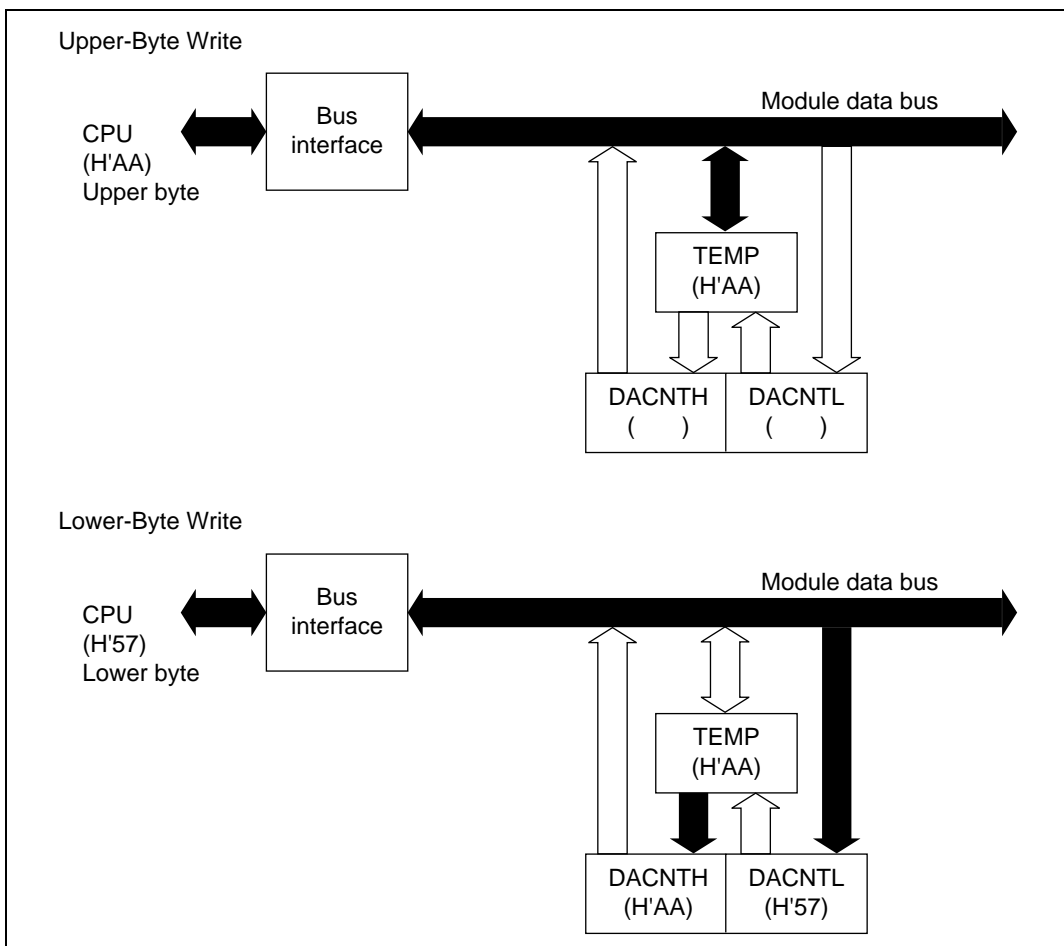 Upper-Byte Write
CPU
(H'AA)
Upper byte
Bus
interface
Module data bus
TEMP
(H'AA)
DACNTH
(     )
DACNTL
(     )
Lower-Byte Write
CPU
(H'57)
Lower byte
Bus
interface
Module data bus
TEMP
(H'AA)
DACNTH
(H'AA)
DACNTL
(H'57)